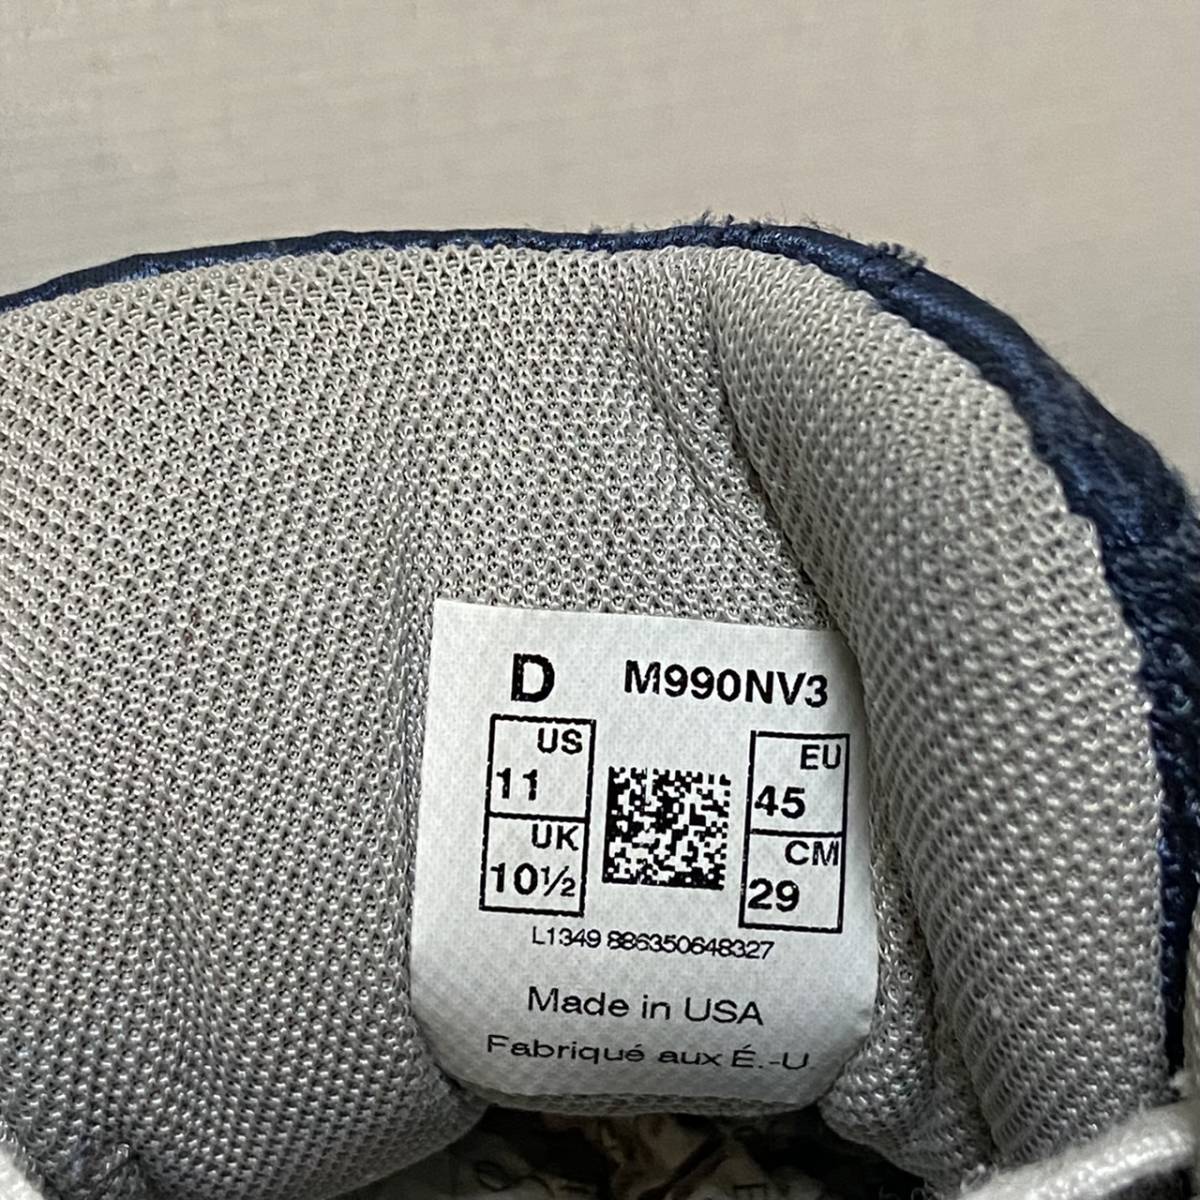 D M990NV3
US EU
11 45
UK CM
10½ 29
L1349 886350648327
Made in USA
Fabriqué aux É.-U